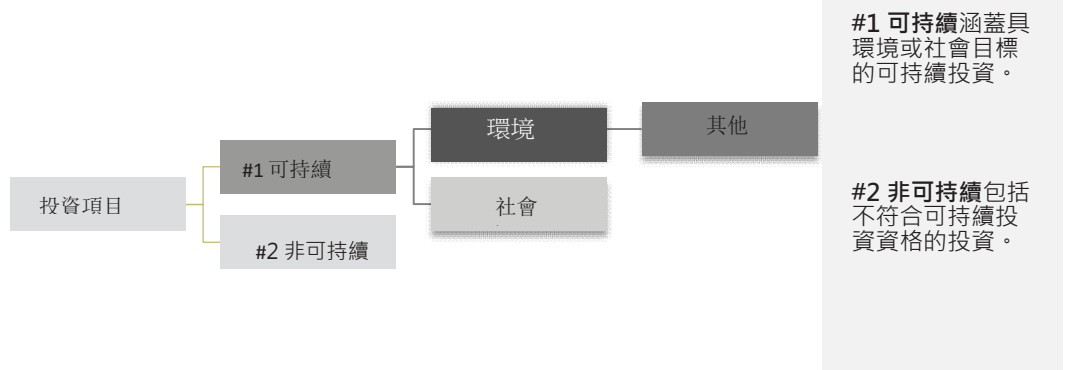 投資項目
#1 可持續
#2 非可持續
環境
社會
其他
#1 可持續涵蓋具
環境或社會目標
的可持續投資。
#2 非可持續包括
不符合可持續投
資資格的投資。